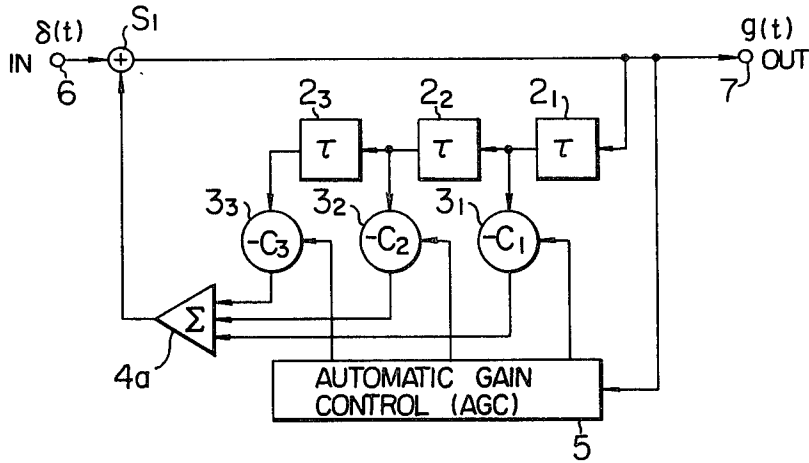 δ(t) S1 g(t)
IN OUT
6 7
23 22 21
τ τ τ
33 32 31
-C3 -C2 -C1
Σ
4a
AUTOMATIC GAIN
CONTROL (AGC)
5